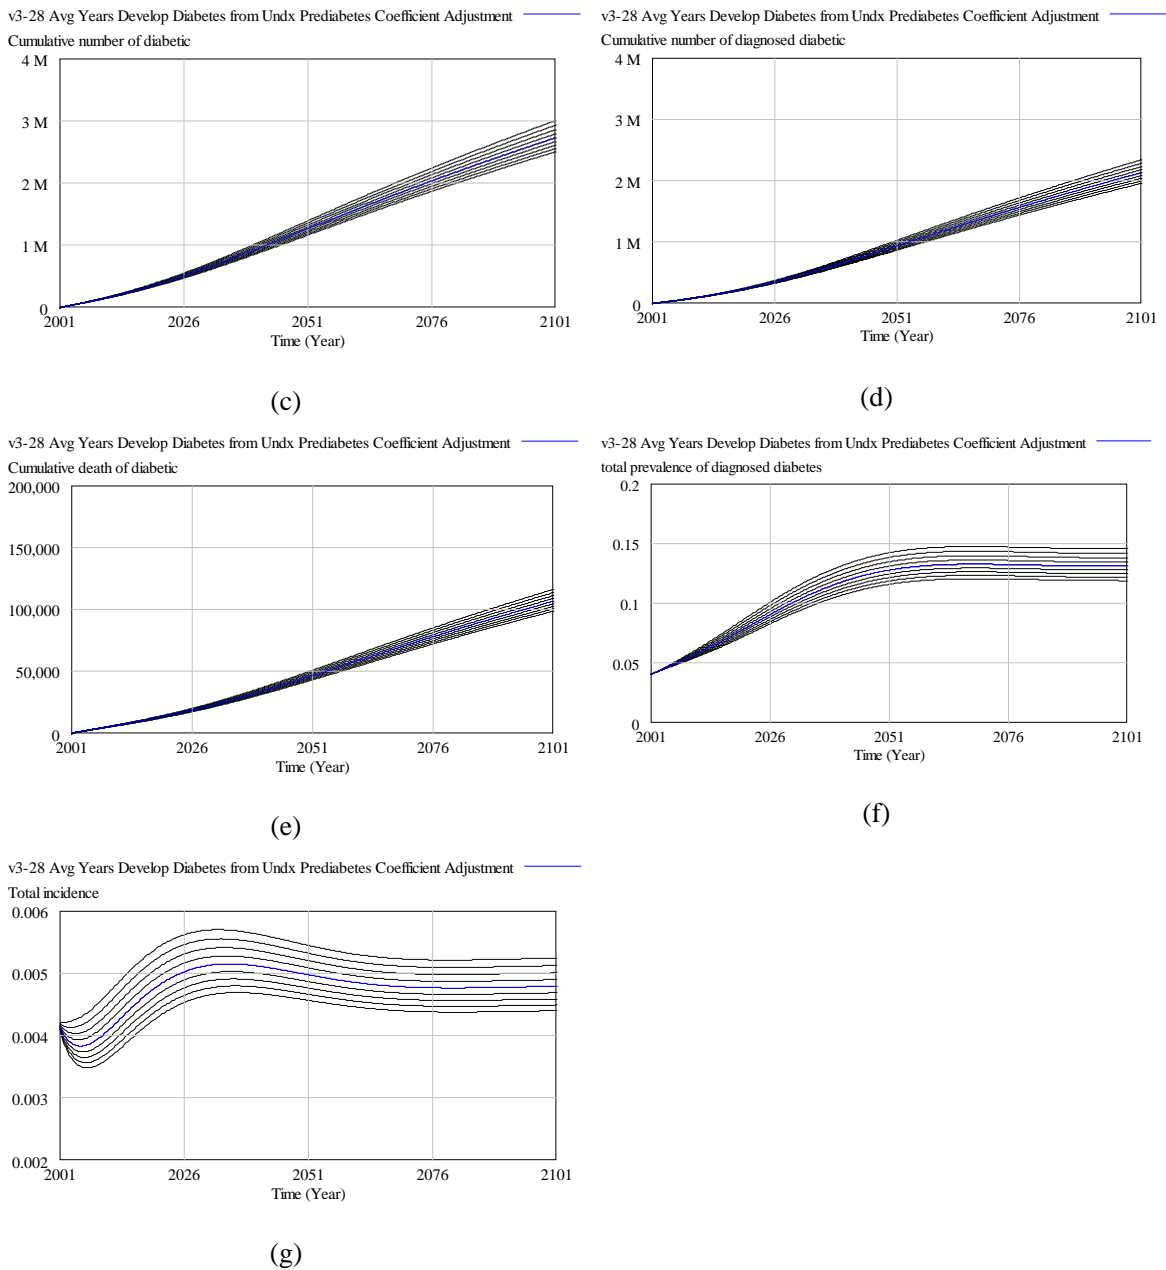 v3-28 Avg Years Develop Diabetes from Undx Prediabetes Coefficient Adjustment
Cumulative number of diabetic
4 M
3 M
2 M
1 M
0
2001 2026 2051 2076 2101
Time (Year)
(c)
v3-28 Avg Years Develop Diabetes from Undx Prediabetes Coefficient Adjustment
Cumulative number of diagnosed diabetic
4 M
3 M
2 M
1 M
0
2001 2026 2051 2076 2101
Time (Year)
(d)
v3-28 Avg Years Develop Diabetes from Undx Prediabetes Coefficient Adjustment
Cumulative death of diabetic
200,000
150,000
100,000
50,000
0
2001 2026 2051 2076 2101
Time (Year)
(e)
v3-28 Avg Years Develop Diabetes from Undx Prediabetes Coefficient Adjustment
total prevalence of diagnosed diabetes
0.2
0.15
0.1
0.05
0
2001 2026 2051 2076 2101
Time (Year)
(f)
v3-28 Avg Years Develop Diabetes from Undx Prediabetes Coefficient Adjustment
Total incidence
0.006
0.005
0.004
0.003
0.002
2001 2026 2051 2076 2101
Time (Year)
(g)